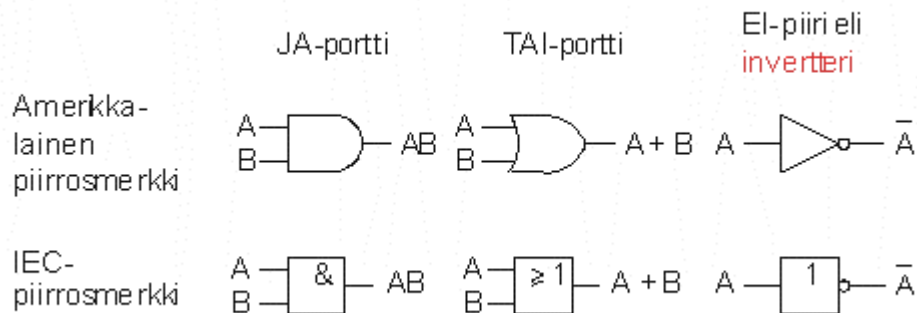 JA-portti
TAI-portti
EI-piiri eli
invertteri
Amerikka-
lainen
piirrosmerkki
A
B
AB
A
B
A + B
A
A̅
IEC-
piirrosmerkki
A
B
&
AB
A
B
≥ 1
A + B
A
1
A̅